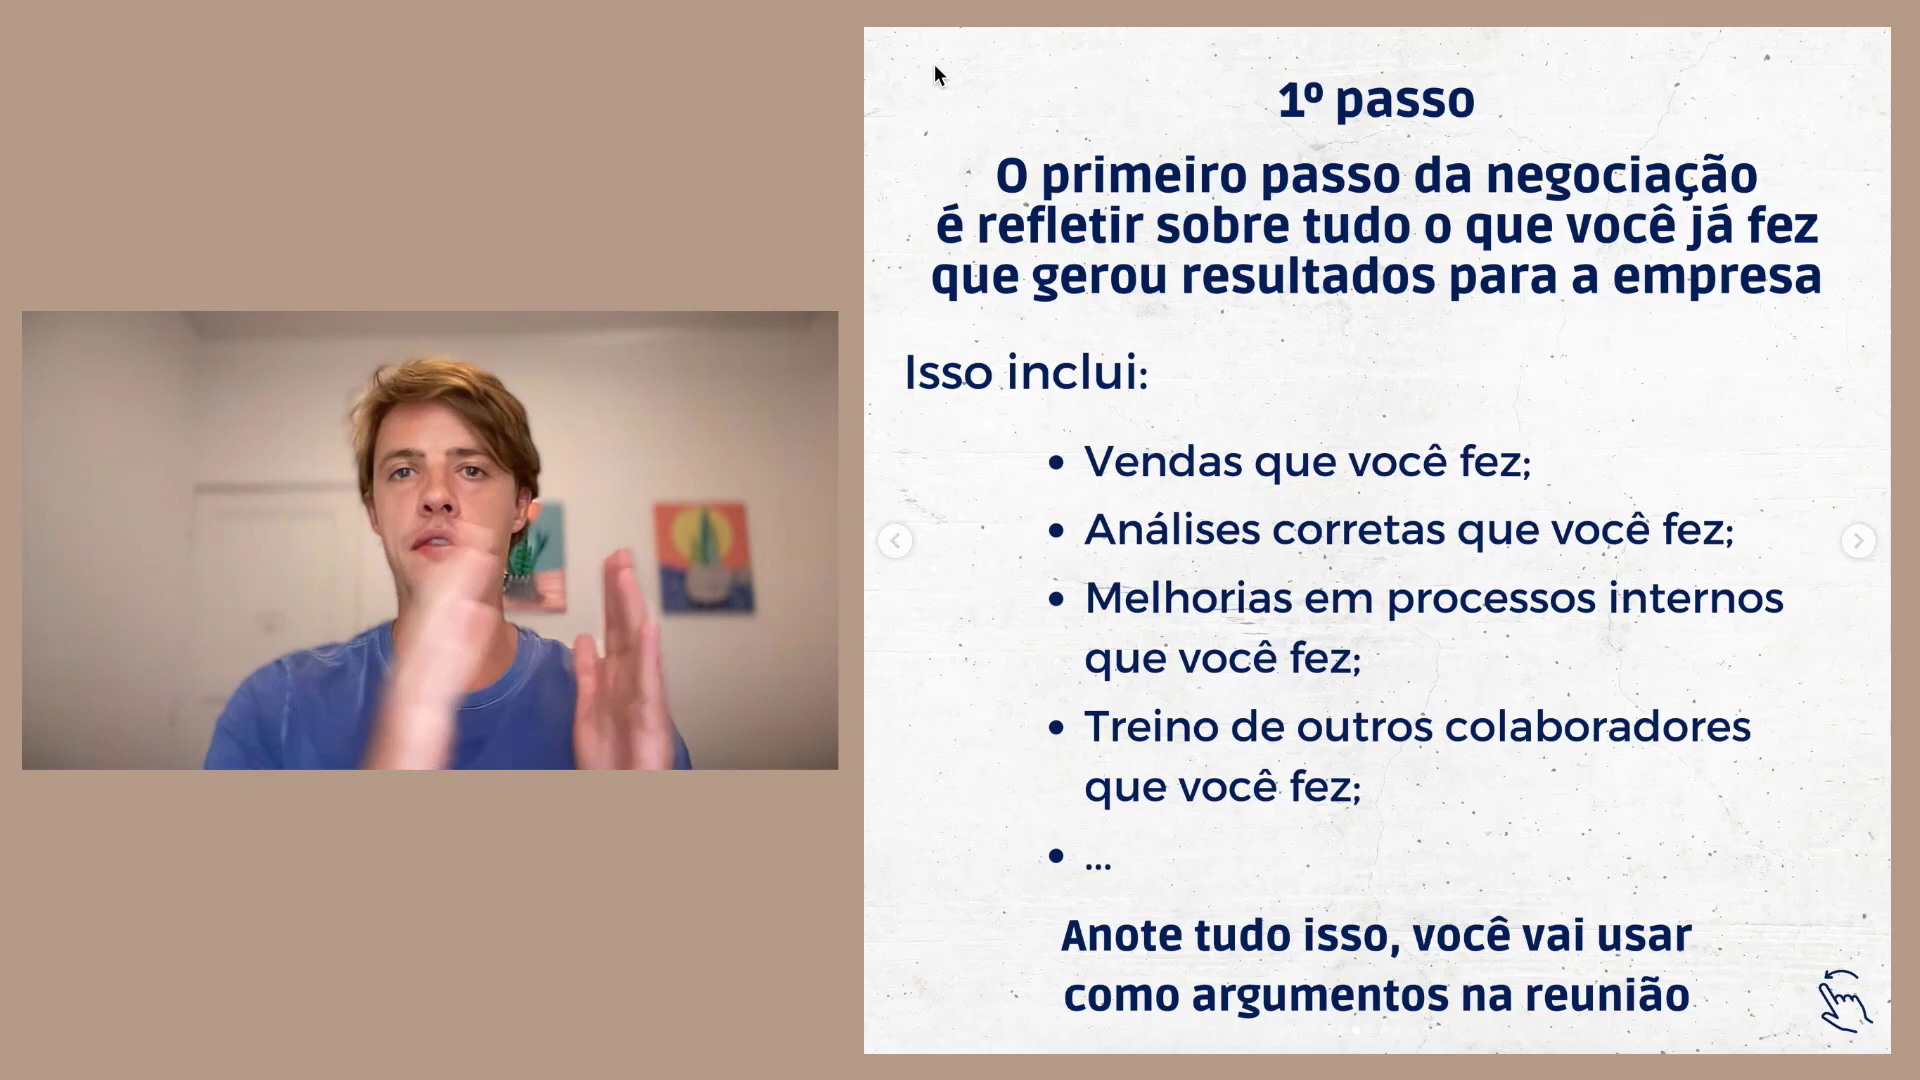 1º passo
O primeiro passo da negociação
é refletir sobre tudo o que você já fez
que gerou resultados para a empresa
Isso inclui:
• Vendas que você fez;
• Análises corretas que você fez;
• Melhorias em processos internos
que você fez;
• Treino de outros colaboradores
que você fez;
• ...
Anote tudo isso, você vai usar
como argumentos na reunião